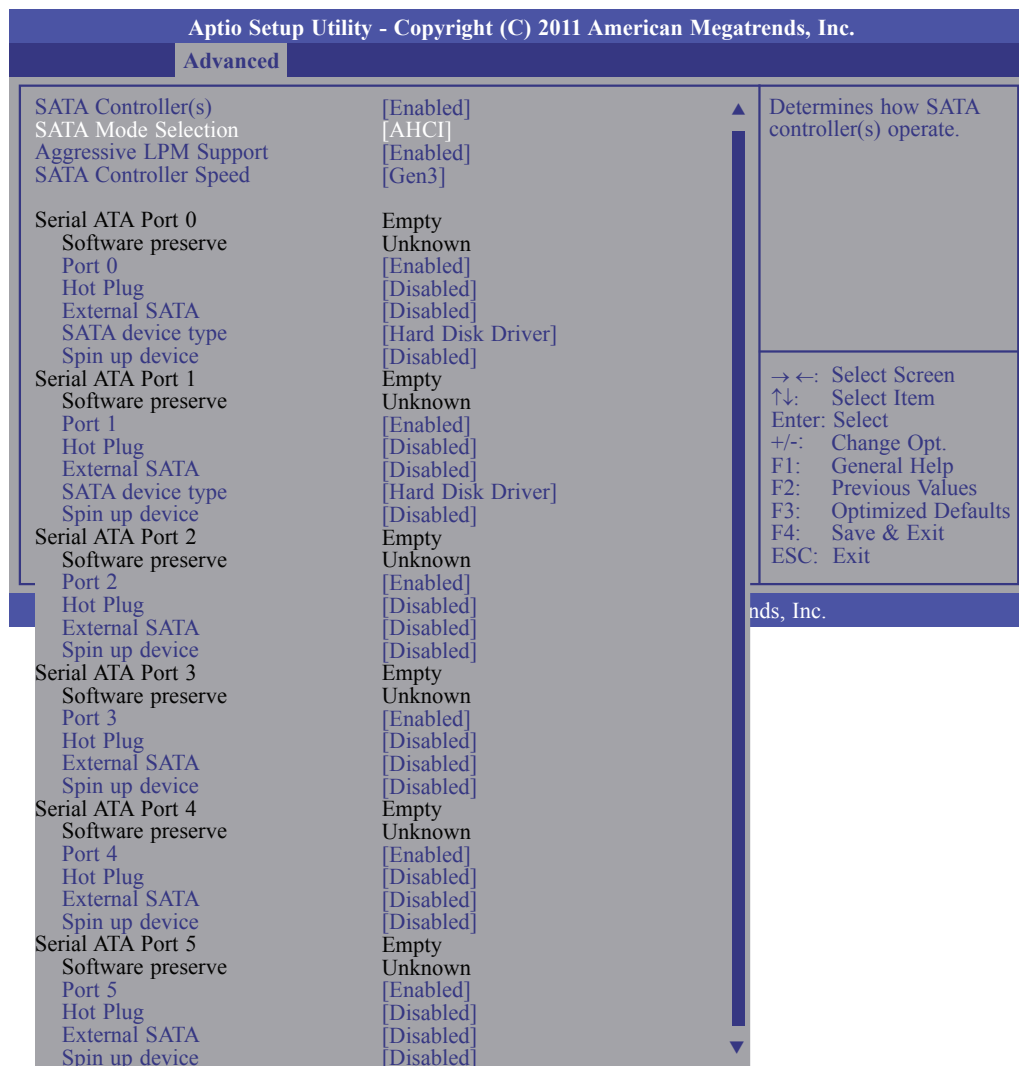 Aptio Setup Utility - Copyright (C) 2011 American Megatrends, Inc.
Advanced
SATA Controller(s) [Enabled]
SATA Mode Selection [AHCI]
Aggressive LPM Support [Enabled]
SATA Controller Speed [Gen3]
Serial ATA Port 0 Empty
Software preserve Unknown
Port 0 [Enabled]
Hot Plug [Disabled]
External SATA [Disabled]
SATA device type [Hard Disk Driver]
Spin up device [Disabled]
Serial ATA Port 1 Empty
Software preserve Unknown
Port 1 [Enabled]
Hot Plug [Disabled]
External SATA [Disabled]
SATA device type [Hard Disk Driver]
Spin up device [Disabled]
Serial ATA Port 2 Empty
Software preserve Unknown
Port 2 [Enabled]
Hot Plug [Disabled]
External SATA [Disabled]
Spin up device [Disabled]
Serial ATA Port 3 Empty
Software preserve Unknown
Port 3 [Enabled]
Hot Plug [Disabled]
External SATA [Disabled]
Spin up device [Disabled]
Serial ATA Port 4 Empty
Software preserve Unknown
Port 4 [Enabled]
Hot Plug [Disabled]
External SATA [Disabled]
Spin up device [Disabled]
Serial ATA Port 5 Empty
Software preserve Unknown
Port 5 [Enabled]
Hot Plug [Disabled]
External SATA [Disabled]
Spin up device [Disabled]
Determines how SATA
controller(s) operate.
→ ←: Select Screen
↑↓: Select Item
Enter: Select
+/-: Change Opt.
F1: General Help
F2: Previous Values
F3: Optimized Defaults
F4: Save & Exit
ESC: Exit
nds, Inc.